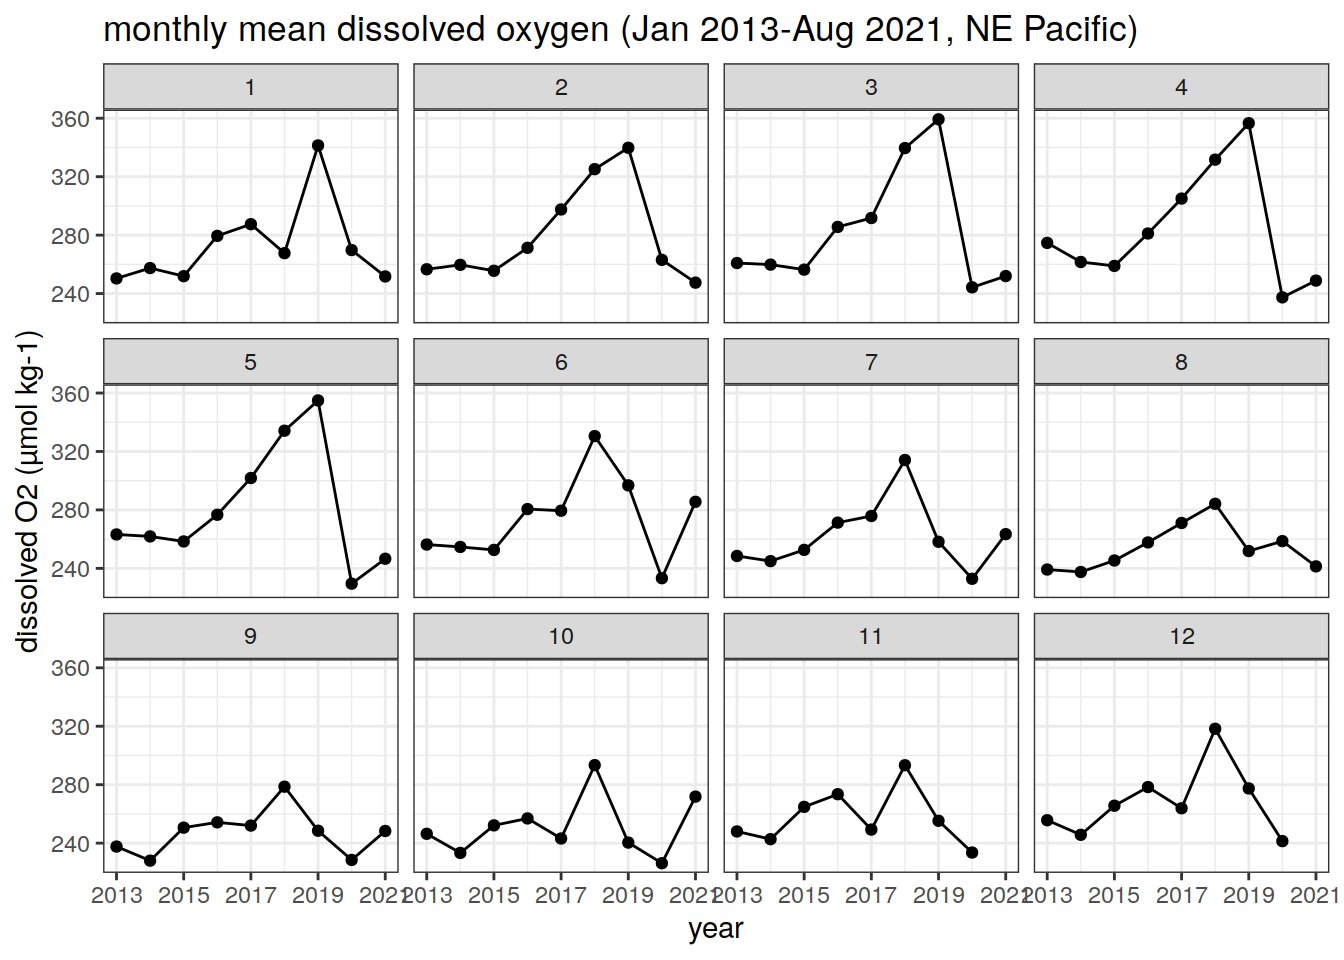 monthly mean dissolved oxygen (Jan 2013-Aug 2021, NE Pacific)
1 2 3 4
360
320
280
240
5 6 7 8
360
320
280
240
9 10 11 12
360
320
280
240
dissolved O2 (µmol kg-1)
2013 2015 2017 2019 2021 2013 2015 2017 2019 2021 2013 2015 2017 2019 2021 2013 2015 2017 2019 2021
year